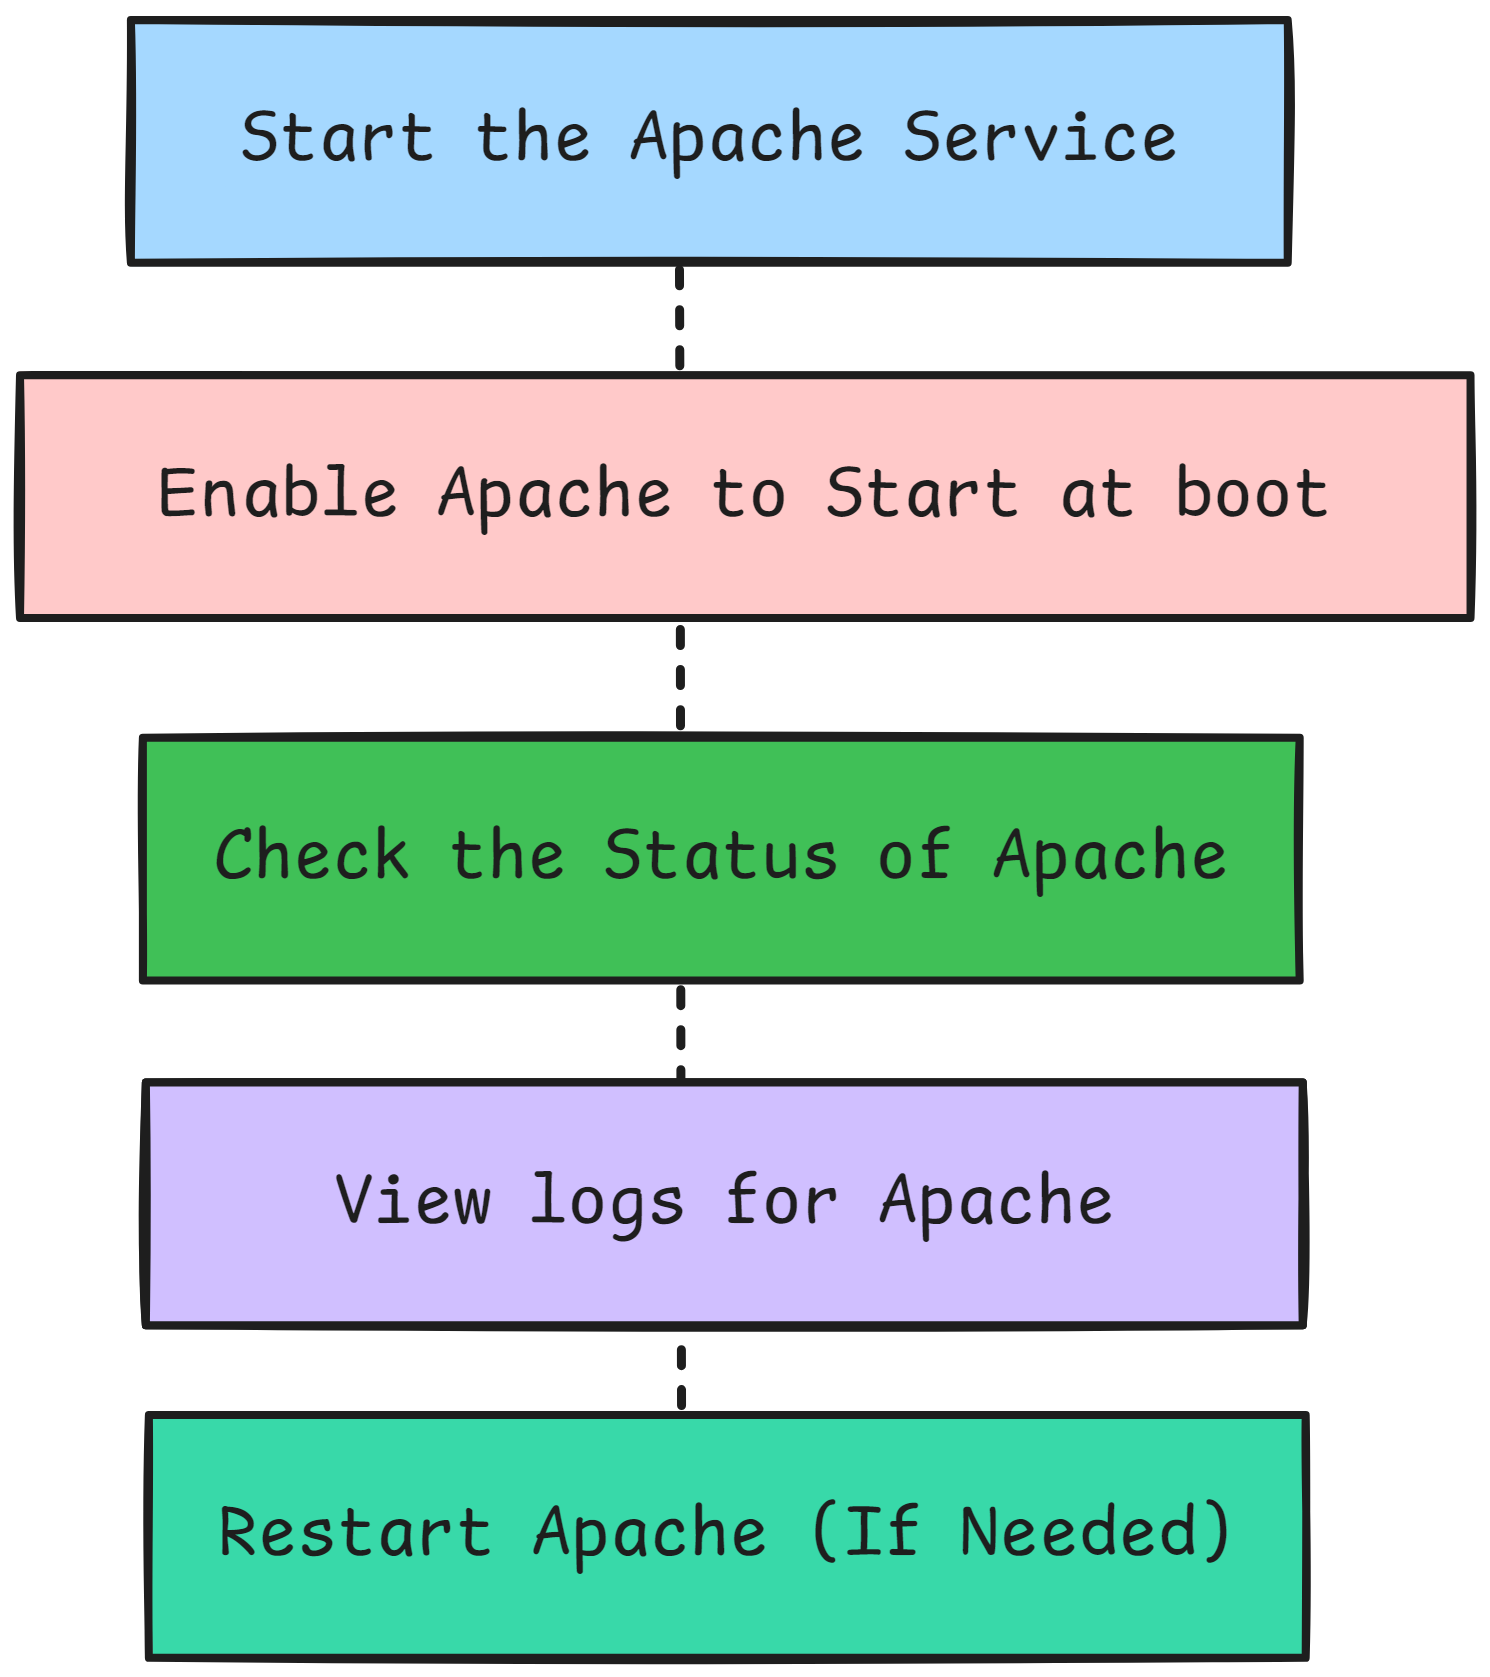 Start the Apache Service
Enable Apache to Start at boot
Check the Status of Apache
View logs for Apache
Restart Apache (If Needed)